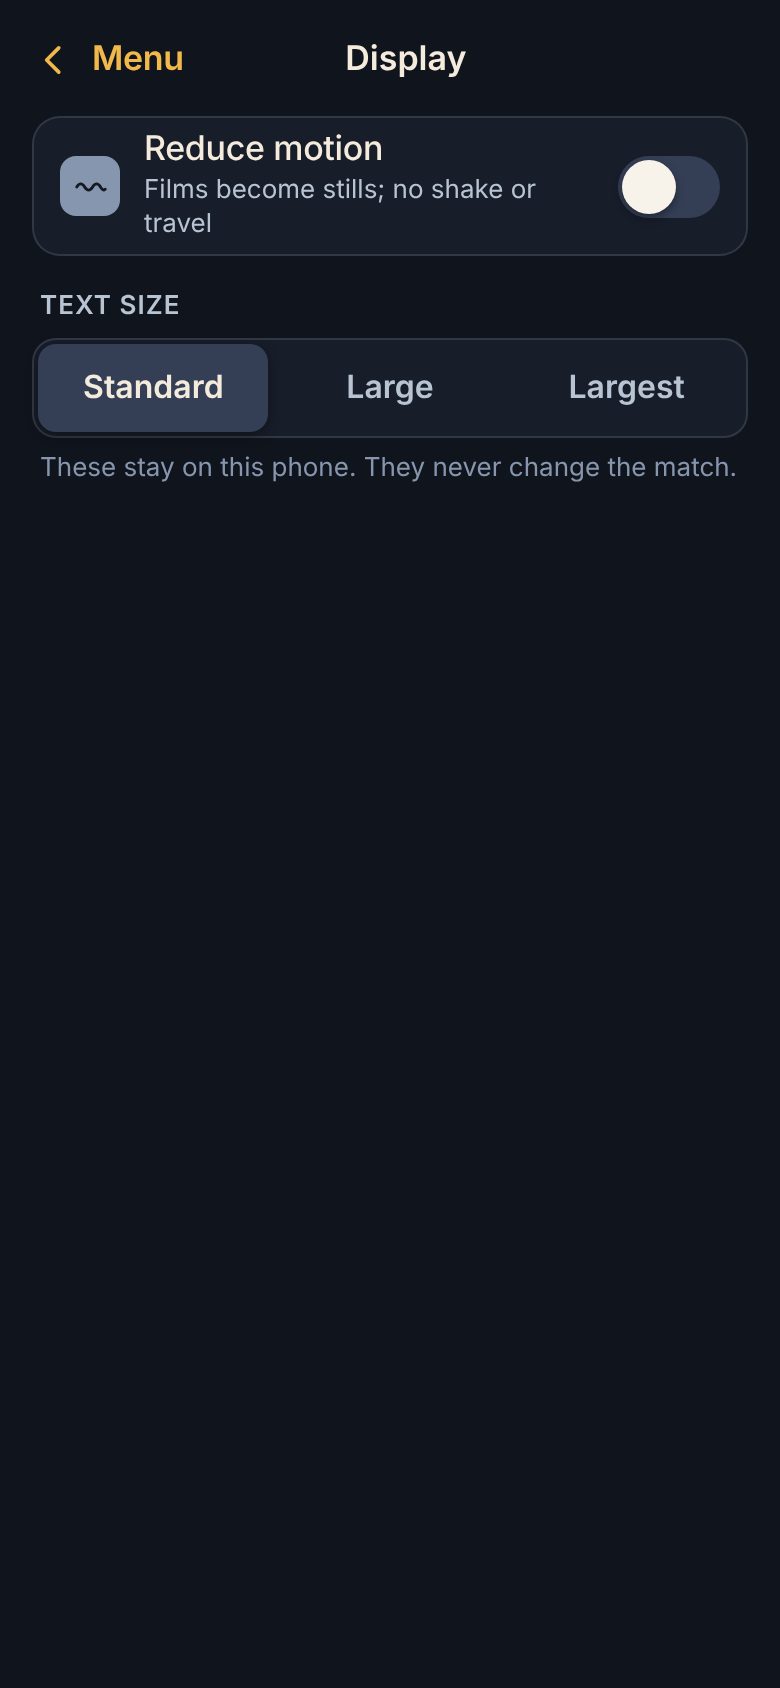 Menu
Display
Reduce motion
Films become stills; no shake or
travel
TEXT SIZE
Standard
Large
Largest
These stay on this phone. They never change the match.